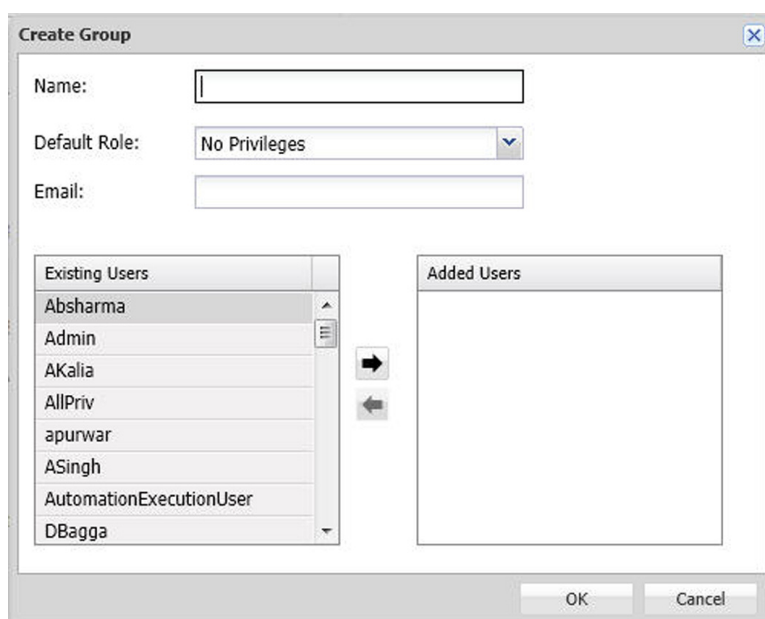 Create Group
Name:
Default Role: No Privileges
Email:
Existing Users
Absharma
Admin
AKalia
AllPriv
apurwar
ASingh
AutomationExecutionUser
DBagga
Added Users
OK Cancel